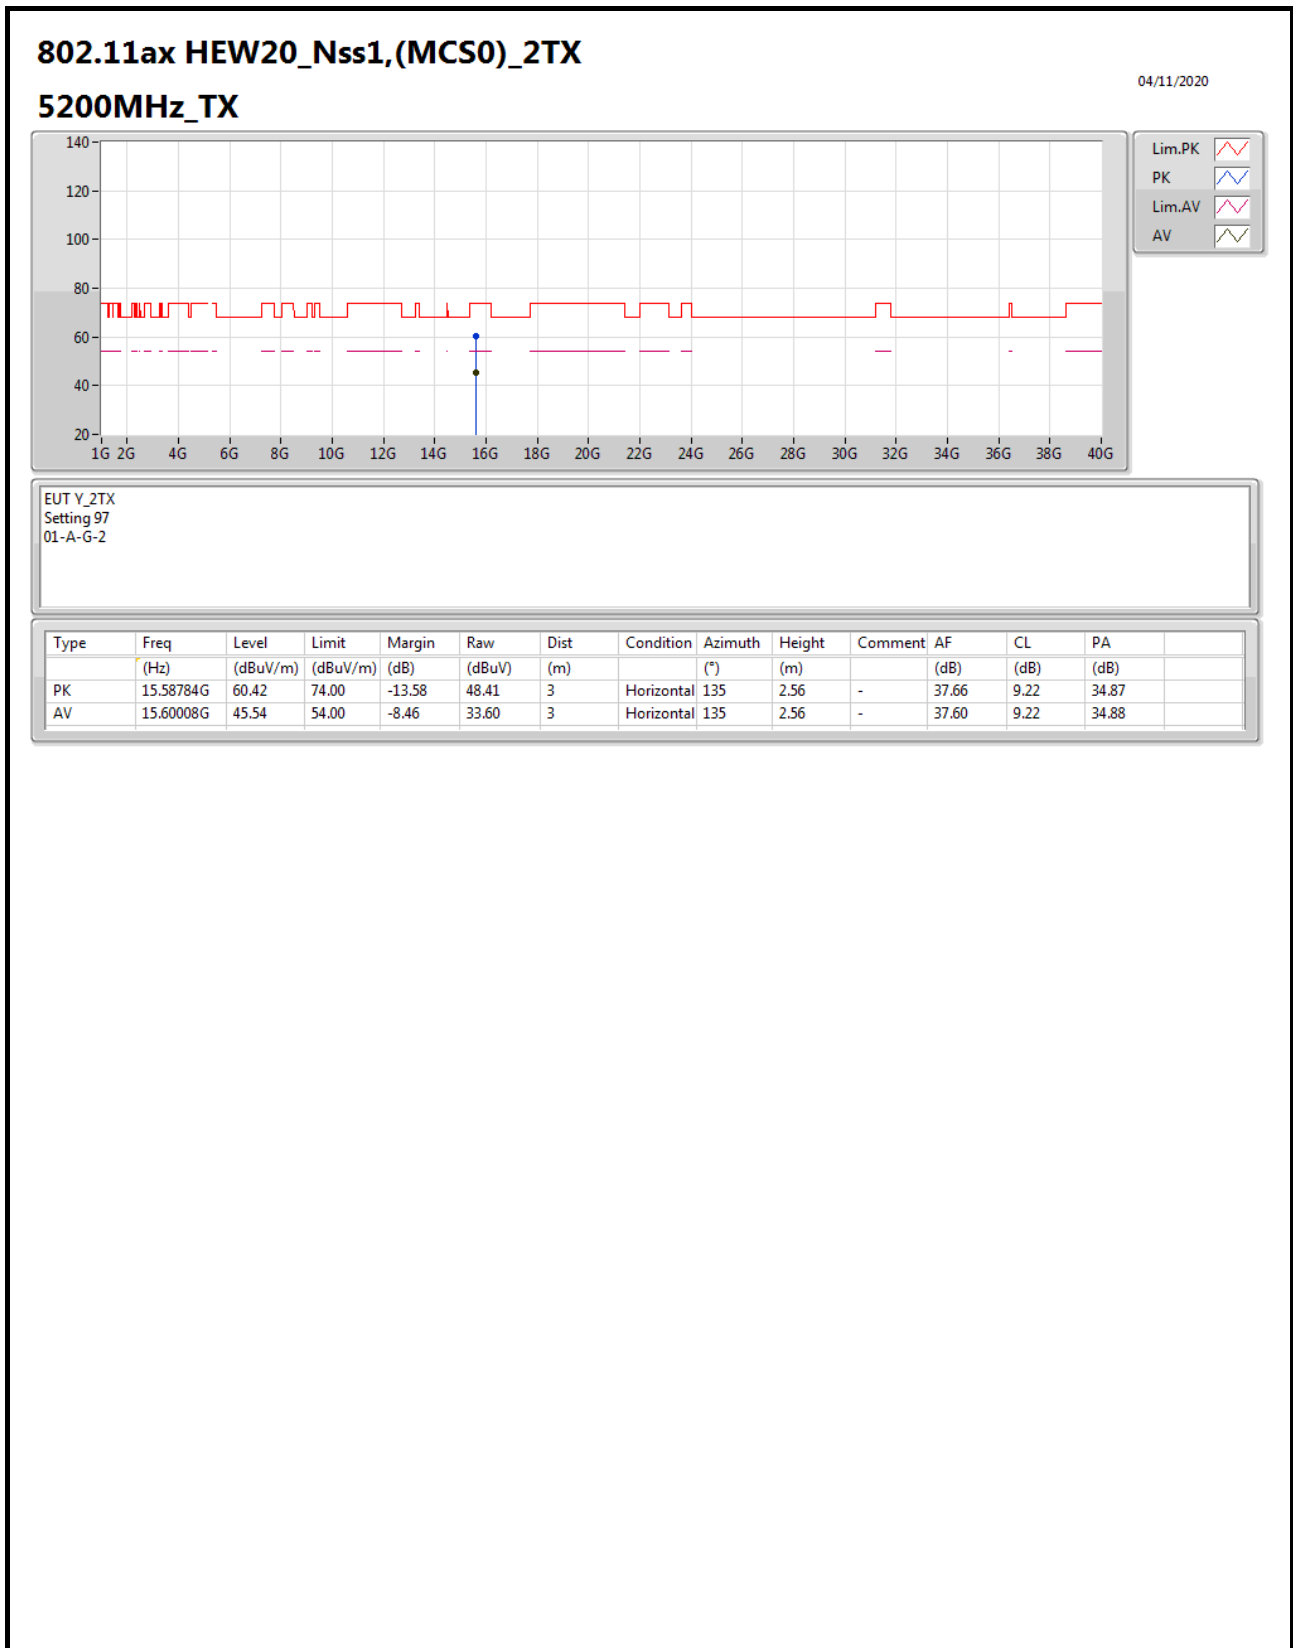 802.11ax HEW20_Nss1,(MCS0)_2TX
04/11/2020
5200MHz_TX
140
120
100
80
60
40
20
1G 2G 4G 6G 8G 10G 12G 14G 16G 18G 20G 22G 24G 26G 28G 30G 32G 34G 36G 38G 40G
Lim.PK
PK
Lim.AV
AV
EUT Y_2TX
Setting 97
01-A-G-2
Type Freq Level Limit Margin Raw Dist Condition Azimuth Height Comment AF CL PA
(Hz) (dBuV/m) (dBuV/m) (dB) (dBuV) (m) (°) (m) (dB) (dB) (dB)
PK 15.58784G 60.42 74.00 -13.58 48.41 3 Horizontal 135 2.56 - 37.66 9.22 34.87
AV 15.60008G 45.54 54.00 -8.46 33.60 3 Horizontal 135 2.56 - 37.60 9.22 34.88